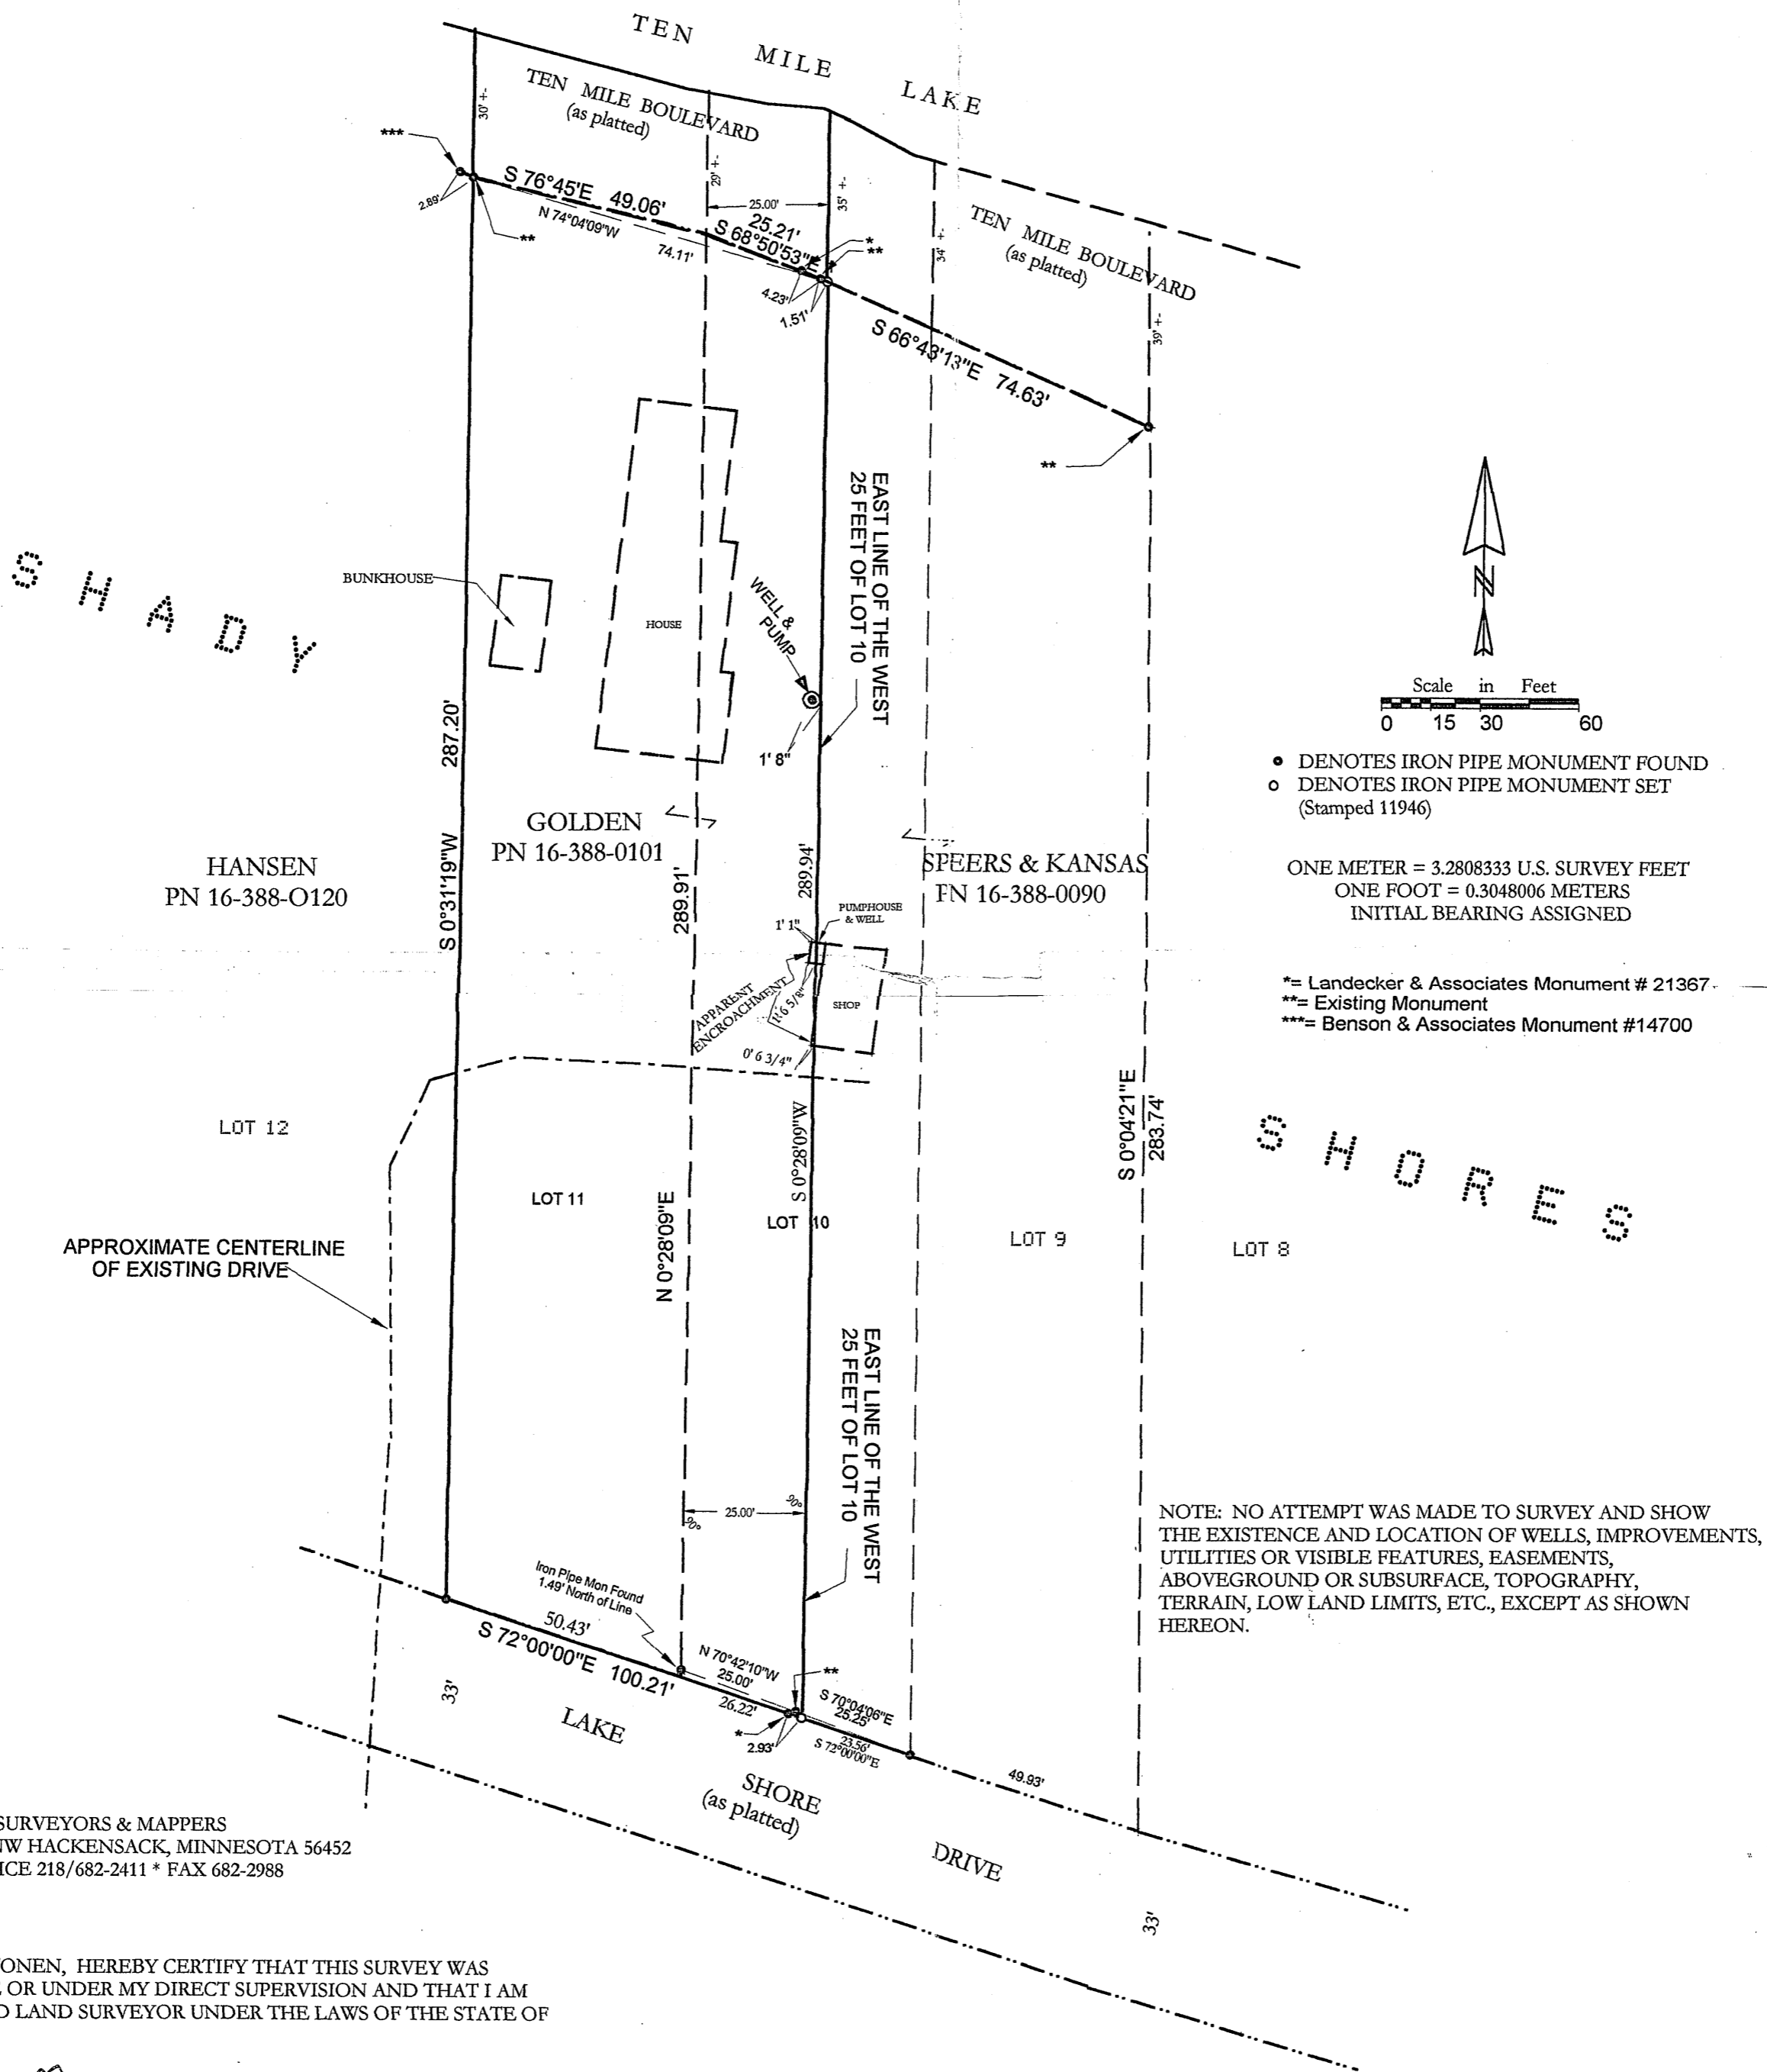 TEN MILE LAKE
TEN MILE BOULEVARD
(as platted)
30' +-
29' +-
35' +-
34' +-
39' +-
***
2.89'
**
S 76°45'E 49.06'
N 74°04'09"W
74.11'
25.00'
25.21'
S 68°50'53"E
*
**
4.23'
1.51'
TEN MILE BOULEVARD
(as platted)
S 66°43'13"E 74.63'
**
SHADY
BUNKHOUSE
HOUSE
WELL &
PUMP
1' 8"
EAST LINE OF THE WEST
25 FEET OF LOT 10
N
Scale in Feet
0 15 30 60
DENOTES IRON PIPE MONUMENT FOUND
DENOTES IRON PIPE MONUMENT SET
(Stamped 11946)
ONE METER = 3.2808333 U.S. SURVEY FEET
ONE FOOT = 0.3048006 METERS
INITIAL BEARING ASSIGNED
*= Landecker & Associates Monument # 21367
**= Existing Monument
***= Benson & Associates Monument #14700
HANSEN
PN 16-388-O120
S 0°31'19"W 287.20'
GOLDEN
PN 16-388-0101
289.91'
289.94'
SPEERS & KANSAS
PN 16-388-0090
PUMPHOUSE
& WELL
1' 1"
APPARENT
ENCROACHMENT
1' 6 5/8"
SHOP
0' 6 3/4"
S 0°28'09"W
S 0°04'21"E
283.74'
LOT 12
LOT 11
N 0°28'09"E
LOT 10
LOT 9
LOT 8
SHORES
APPROXIMATE CENTERLINE
OF EXISTING DRIVE
EAST LINE OF THE WEST
25 FEET OF LOT 10
25.00'
90°
90°
NOTE: NO ATTEMPT WAS MADE TO SURVEY AND SHOW
THE EXISTENCE AND LOCATION OF WELLS, IMPROVEMENTS,
UTILITIES OR VISIBLE FEATURES, EASEMENTS,
ABOVEGROUND OR SUBSURFACE, TOPOGRAPHY,
TERRAIN, LOW LAND LIMITS, ETC., EXCEPT AS SHOWN
HEREON.
Iron Pipe Mon Found
1.49' North of Line
50.43'
S 72°00'00"E 100.21'
N 70°42'10"W
25.00'
26.22'
**
*
2.93'
S 70°04'06"E
25.25'
23.56'
S 72°00'00"E
49.93'
33'
LAKE SHORE DRIVE
(as platted)
33'
SURVEYORS & MAPPERS
NW HACKENSACK, MINNESOTA 56452
ICE 218/682-2411 * FAX 682-2988
ONEN, HEREBY CERTIFY THAT THIS SURVEY WAS
E OR UNDER MY DIRECT SUPERVISION AND THAT I AM
D LAND SURVEYOR UNDER THE LAWS OF THE STATE OF